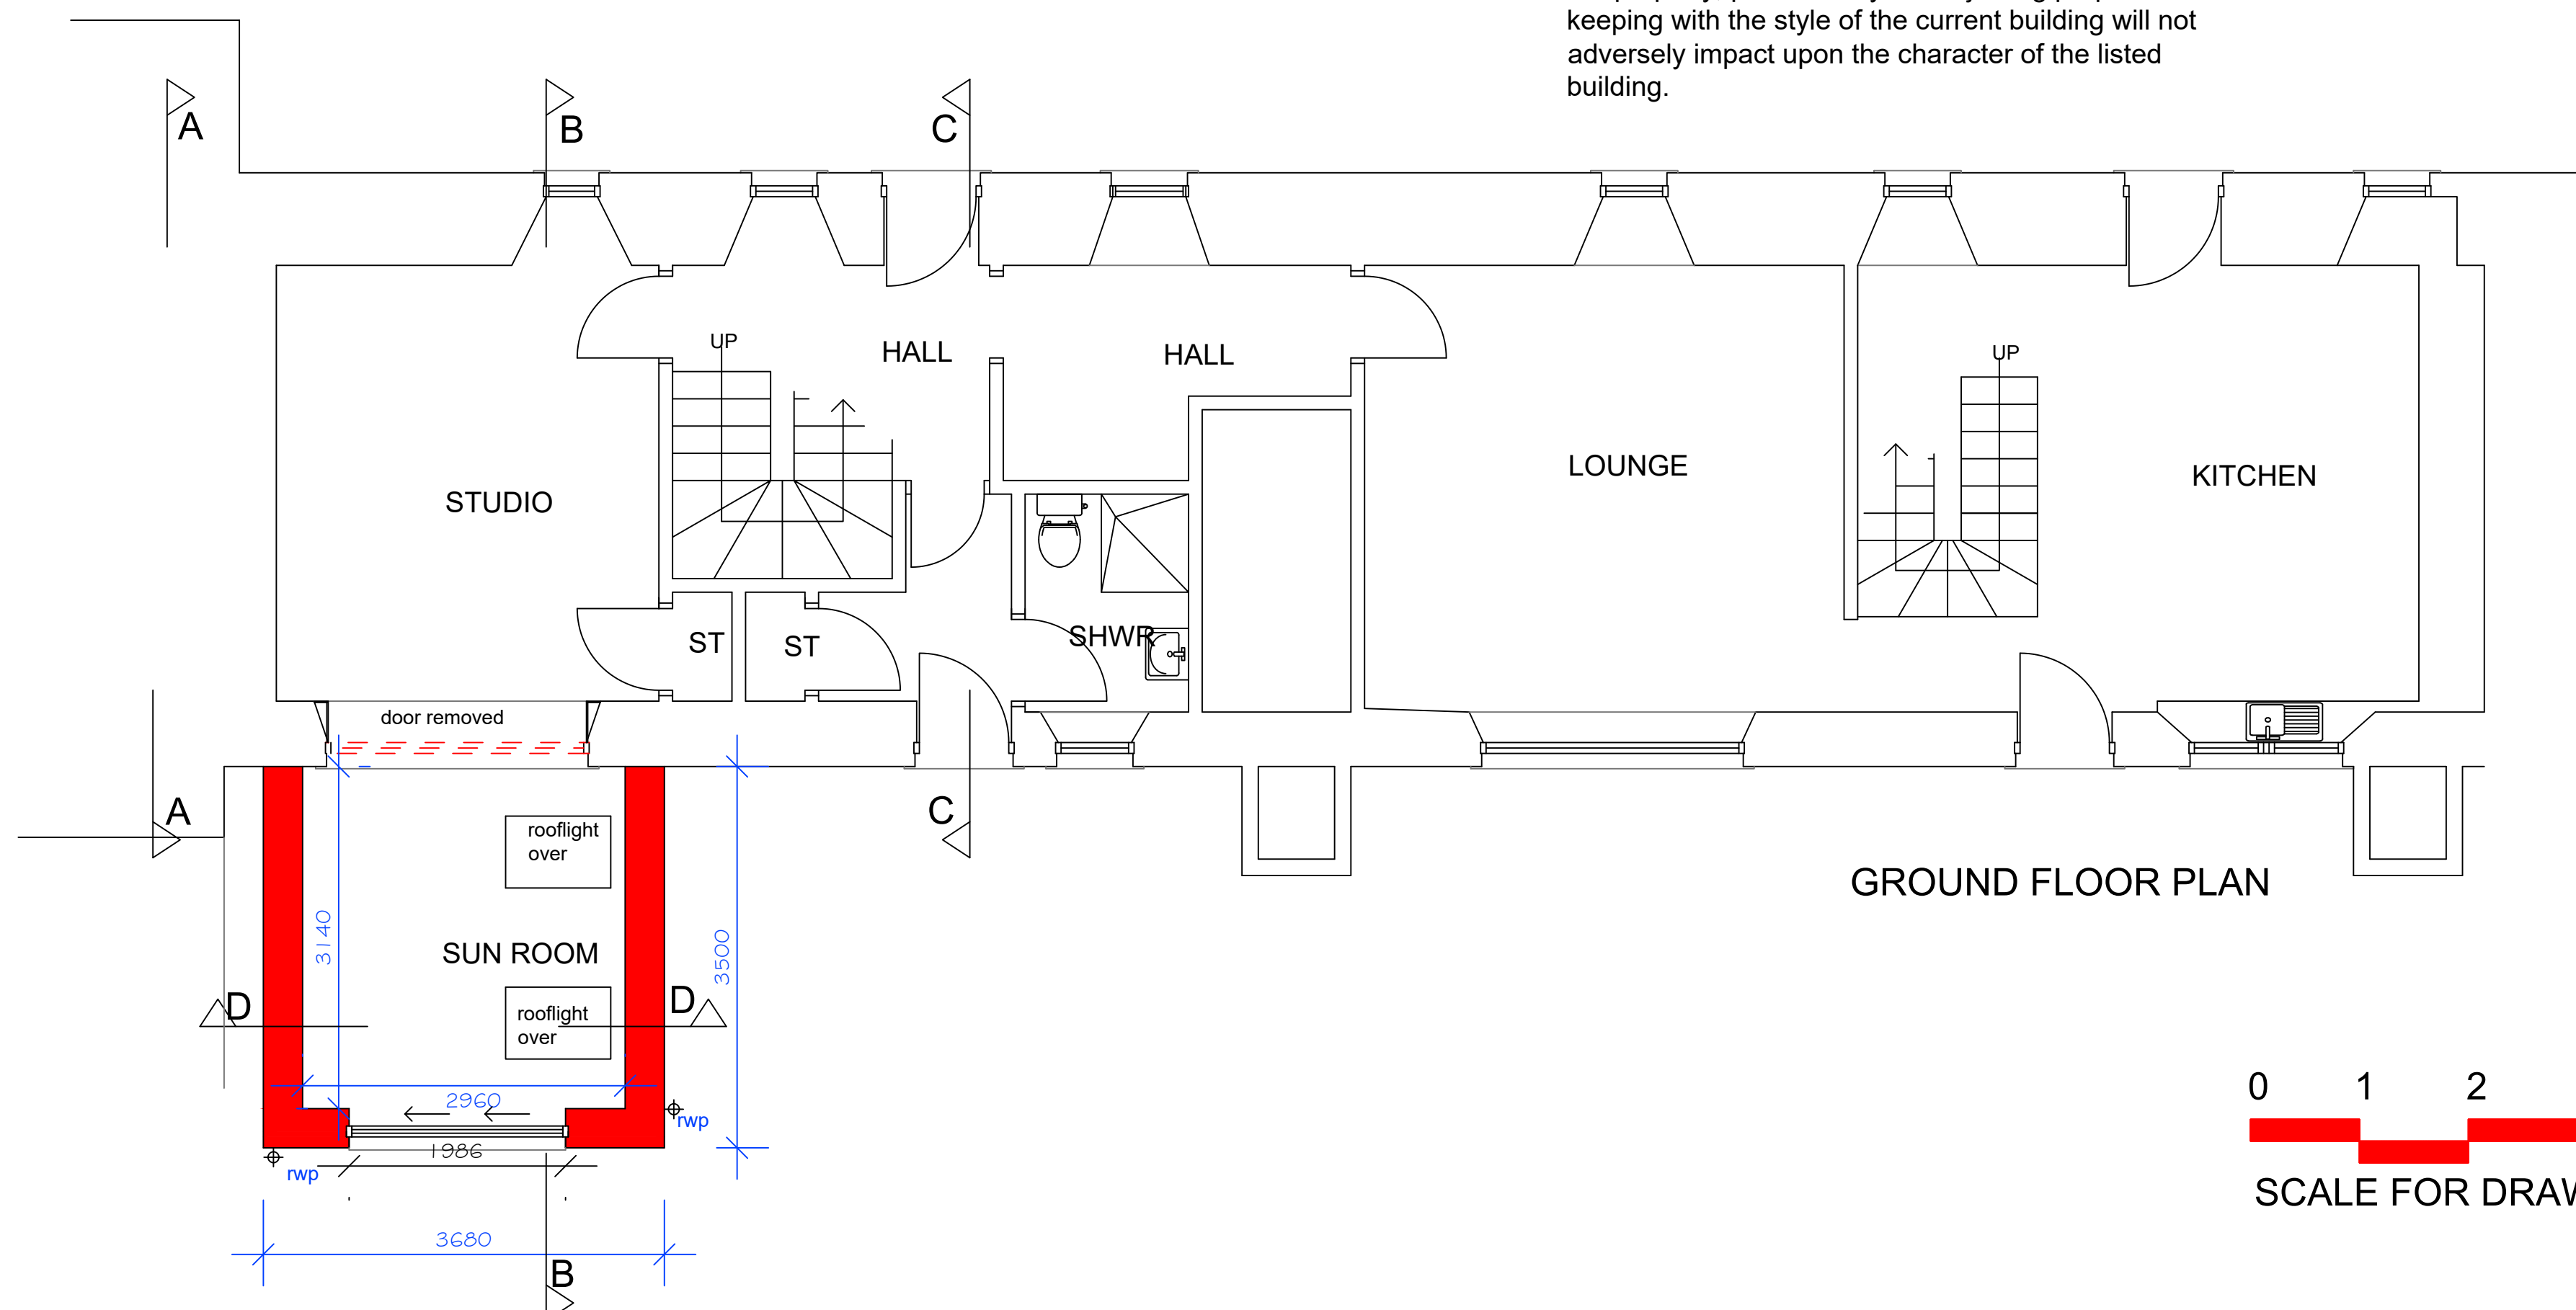 keeping with the style of the current building will not
adversely impact upon the character of the listed
building.
A
B
C
UP
HALL
HALL
UP
LOUNGE
KITCHEN
STUDIO
ST
ST
SHWR
door removed
A
C
rooflight
over
GROUND FLOOR PLAN
3140
SUN ROOM
3500
D
D
rooflight
over
2960
rwp
1986
rwp
3680
B
0 1 2
SCALE FOR DRAW